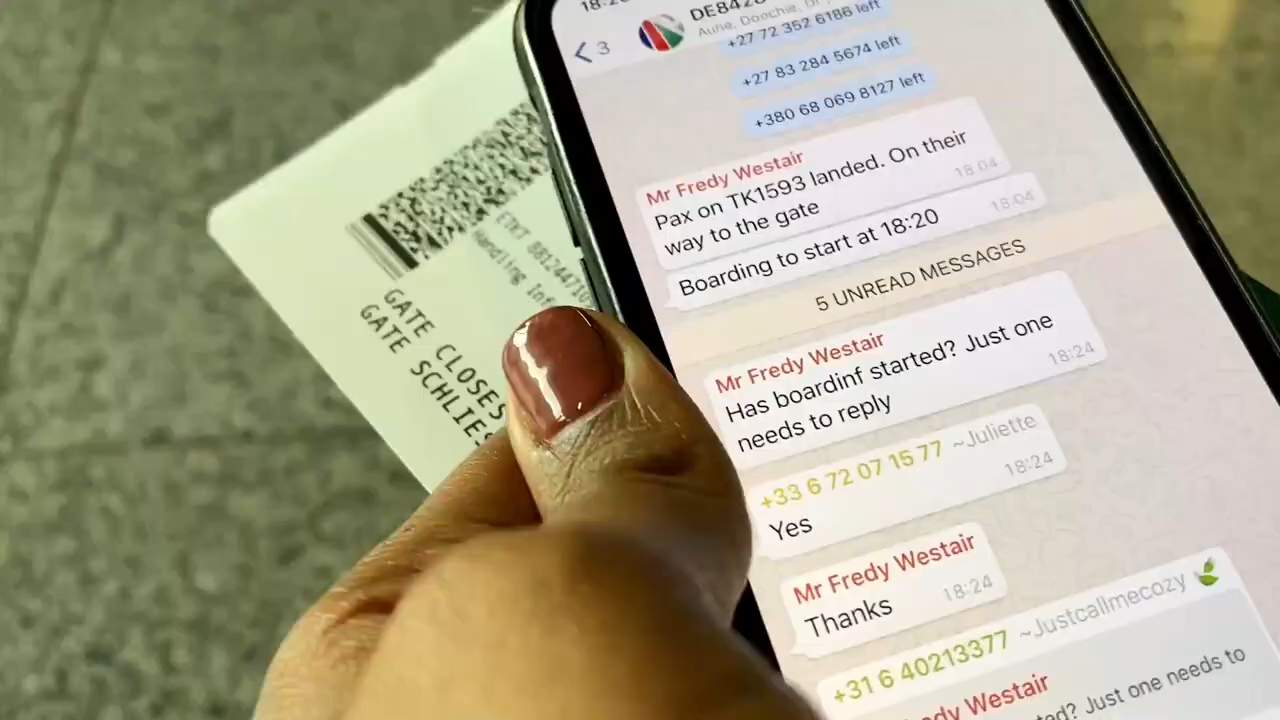 3
+27 72 352 6186 left
+27 83 284 5674 left
+380 68 069 8127 left
Mr Fredy Westair
Pax on TK1593 landed. On their
way to the gate
18:04
Boarding to start at 18:20
18:04
5 UNREAD MESSAGES
Mr Fredy Westair
Has boardinf started? Just one
needs to reply
18:24
+33 6 72 07 15 77 ~Juliette
Yes
18:24
Mr Fredy Westair
Thanks
18:24
+31 6 40213377 ~Justcallmecozy
Westair
Just one needs to
ETKT
GATE CLOSES
GATE SCHLIES